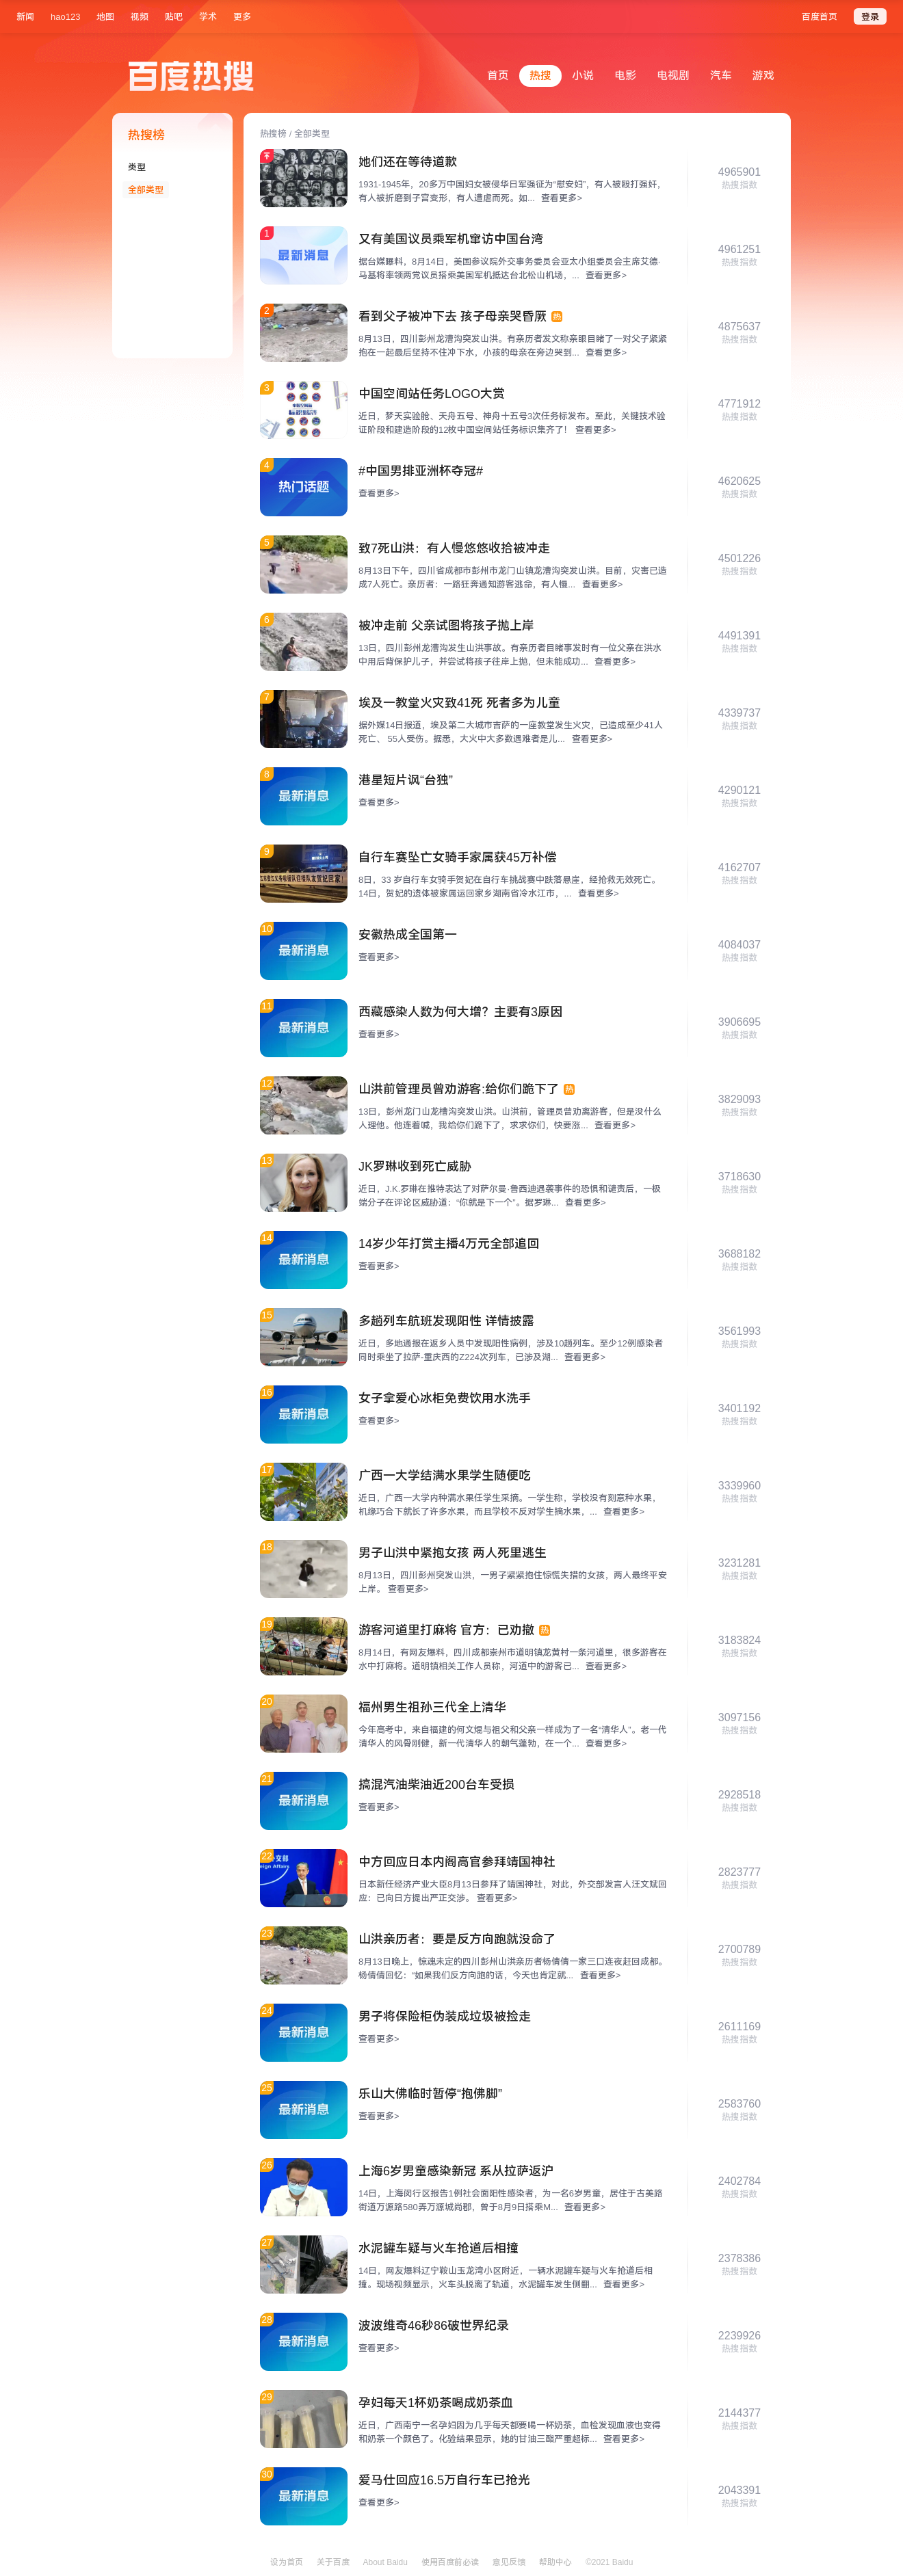 新闻 hao123 地图 视频 贴吧 学术 更多 百度首页 登录
百度热搜
首页 热搜 小说 电影 电视剧 汽车 游戏
热搜榜
类型
全部类型
热搜榜 / 全部类型
她们还在等待道歉
1931-1945年，20多万中国妇女被侵华日军强征为“慰安妇”，有人被殴打强奸，
有人被折磨到子宫变形，有人遭虐而死。如... 查看更多>
4965901
热搜指数
1
最新消息
又有美国议员乘军机窜访中国台湾
据台媒曝料，8月14日，美国参议院外交事务委员会亚太小组委员会主席艾德·
马基将率领两党议员搭乘美国军机抵达台北松山机场，... 查看更多>
4961251
热搜指数
2
看到父子被冲下去 孩子母亲哭昏厥 热
8月13日，四川彭州龙漕沟突发山洪。有亲历者发文称亲眼目睹了一对父子紧紧
抱在一起最后坚持不住冲下水，小孩的母亲在旁边哭到... 查看更多>
4875637
热搜指数
3
中国空间站任务LOGO大赏
近日，梦天实验舱、天舟五号、神舟十五号3次任务标发布。至此，关键技术验
证阶段和建造阶段的12枚中国空间站任务标识集齐了！ 查看更多>
4771912
热搜指数
4
热门话题
#中国男排亚洲杯夺冠#
查看更多>
4620625
热搜指数
5
致7死山洪：有人慢悠悠收拾被冲走
8月13日下午，四川省成都市彭州市龙门山镇龙漕沟突发山洪。目前，灾害已造
成7人死亡。亲历者：一路狂奔通知游客逃命，有人慢... 查看更多>
4501226
热搜指数
6
被冲走前 父亲试图将孩子抛上岸
13日，四川彭州龙漕沟发生山洪事故。有亲历者目睹事发时有一位父亲在洪水
中用后背保护儿子，并尝试将孩子往岸上抛，但未能成功... 查看更多>
4491391
热搜指数
7
埃及一教堂火灾致41死 死者多为儿童
据外媒14日报道，埃及第二大城市吉萨的一座教堂发生火灾，已造成至少41人
死亡、 55人受伤。据悉，大火中大多数遇难者是儿... 查看更多>
4339737
热搜指数
8
最新消息
港星短片讽“台独”
查看更多>
4290121
热搜指数
9
自行车赛坠亡女骑手家属获45万补偿
8日，33 岁自行车女骑手贺妃在自行车挑战赛中跌落悬崖，经抢救无效死亡。
14日，贺妃的遗体被家属运回家乡湖南省冷水江市，... 查看更多>
4162707
热搜指数
10
最新消息
安徽热成全国第一
查看更多>
4084037
热搜指数
11
最新消息
西藏感染人数为何大增？主要有3原因
查看更多>
3906695
热搜指数
12
山洪前管理员曾劝游客:给你们跪下了 热
13日，彭州龙门山龙槽沟突发山洪。山洪前，管理员曾劝离游客，但是没什么
人理他。他连着喊，我给你们跪下了，求求你们，快要涨... 查看更多>
3829093
热搜指数
13
JK罗琳收到死亡威胁
近日，J.K.罗琳在推特表达了对萨尔曼·鲁西迪遇袭事件的恐惧和谴责后，一极
端分子在评论区威胁道：“你就是下一个”。据罗琳... 查看更多>
3718630
热搜指数
14
最新消息
14岁少年打赏主播4万元全部追回
查看更多>
3688182
热搜指数
15
多趟列车航班发现阳性 详情披露
近日，多地通报在返乡人员中发现阳性病例，涉及10趟列车。至少12例感染者
同时乘坐了拉萨-重庆西的Z224次列车，已涉及湖... 查看更多>
3561993
热搜指数
16
最新消息
女子拿爱心冰柜免费饮用水洗手
查看更多>
3401192
热搜指数
17
广西一大学结满水果学生随便吃
近日，广西一大学内种满水果任学生采摘。一学生称，学校没有刻意种水果，
机缘巧合下就长了许多水果，而且学校不反对学生摘水果，... 查看更多>
3339960
热搜指数
18
男子山洪中紧抱女孩 两人死里逃生
8月13日，四川彭州突发山洪，一男子紧紧抱住惊慌失措的女孩，两人最终平安
上岸。 查看更多>
3231281
热搜指数
19
游客河道里打麻将 官方：已劝撤 热
8月14日，有网友爆料，四川成都崇州市道明镇龙黄村一条河道里，很多游客在
水中打麻将。道明镇相关工作人员称，河道中的游客已... 查看更多>
3183824
热搜指数
20
福州男生祖孙三代全上清华
今年高考中，来自福建的何文焜与祖父和父亲一样成为了一名“清华人”。老一代
清华人的风骨刚健，新一代清华人的朝气蓬勃，在一个... 查看更多>
3097156
热搜指数
21
最新消息
搞混汽油柴油近200台车受损
查看更多>
2928518
热搜指数
22
中方回应日本内阁高官参拜靖国神社
日本新任经济产业大臣8月13日参拜了靖国神社，对此，外交部发言人汪文斌回
应：已向日方提出严正交涉。 查看更多>
2823777
热搜指数
23
山洪亲历者：要是反方向跑就没命了
8月13日晚上，惊魂未定的四川彭州山洪亲历者杨倩倩一家三口连夜赶回成都。
杨倩倩回忆：“如果我们反方向跑的话，今天也肯定就... 查看更多>
2700789
热搜指数
24
最新消息
男子将保险柜伪装成垃圾被捡走
查看更多>
2611169
热搜指数
25
最新消息
乐山大佛临时暂停“抱佛脚”
查看更多>
2583760
热搜指数
26
上海6岁男童感染新冠 系从拉萨返沪
14日，上海闵行区报告1例社会面阳性感染者，为一名6岁男童，居住于古美路
街道万源路580弄万源城尚郡，曾于8月9日搭乘M... 查看更多>
2402784
热搜指数
27
水泥罐车疑与火车抢道后相撞
14日，网友爆料辽宁鞍山玉龙湾小区附近，一辆水泥罐车疑与火车抢道后相
撞。现场视频显示，火车头脱离了轨道，水泥罐车发生侧翻... 查看更多>
2378386
热搜指数
28
最新消息
波波维奇46秒86破世界纪录
查看更多>
2239926
热搜指数
29
孕妇每天1杯奶茶喝成奶茶血
近日，广西南宁一名孕妇因为几乎每天都要喝一杯奶茶，血检发现血液也变得
和奶茶一个颜色了。化验结果显示，她的甘油三酯严重超标... 查看更多>
2144377
热搜指数
30
最新消息
爱马仕回应16.5万自行车已抢光
查看更多>
2043391
热搜指数
设为首页 关于百度 About Baidu 使用百度前必读 意见反馈 帮助中心 ©2021 Baidu